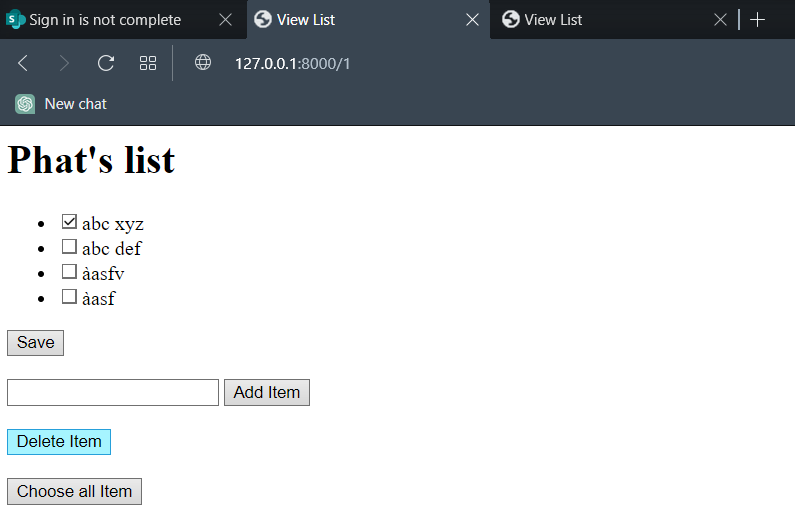 Sign in is not complete View List View List
127.0.0.1:8000/1
New chat
Phat's list
abc xyz
abc def
àasfv
àasf
Save
Add Item
Delete Item
Choose all Item